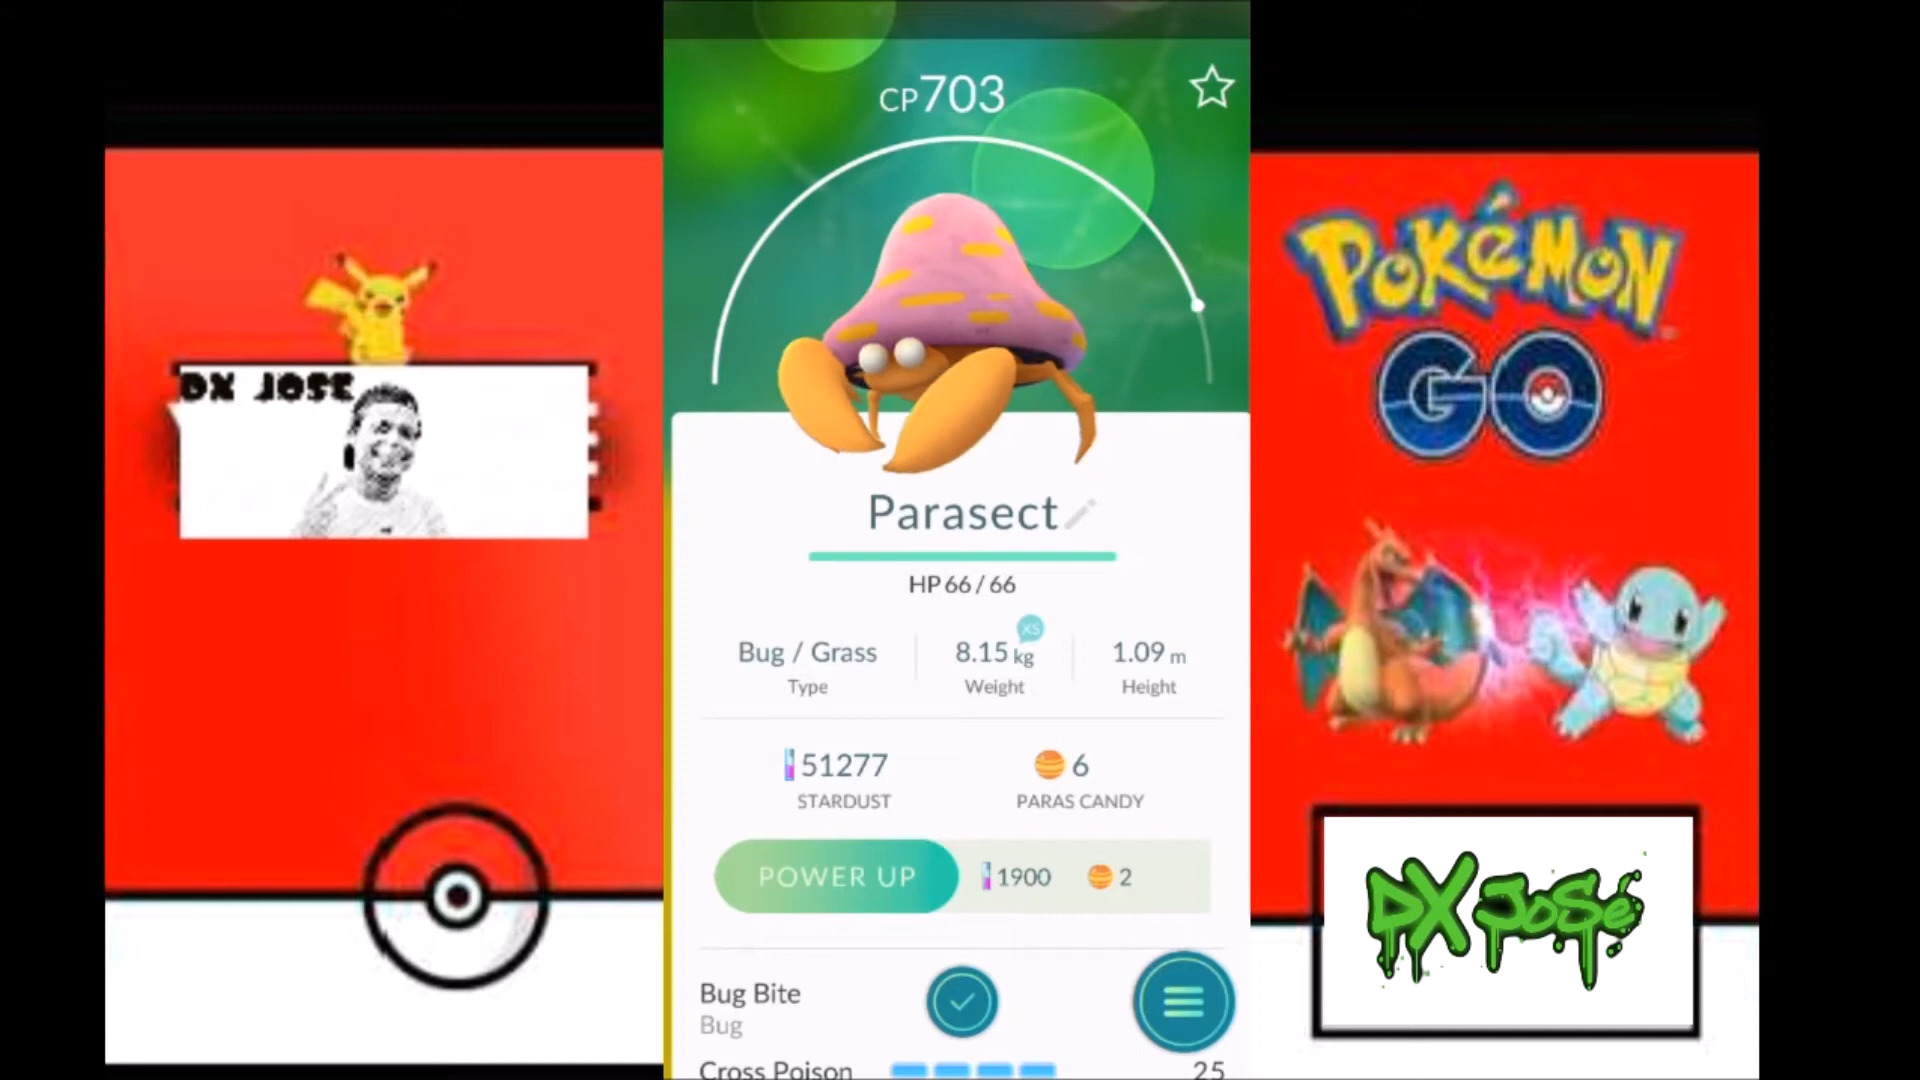 CP703
DX JOSE
POKéMON
GO
Parasect
HP 66 / 66
XS
Bug / Grass
Type
8.15 kg
Weight
1.09 m
Height
51277
STARDUST
6
PARAS CANDY
POWER UP
1900
2
DX JoSé
Bug Bite
Bug
Cross Poison
25